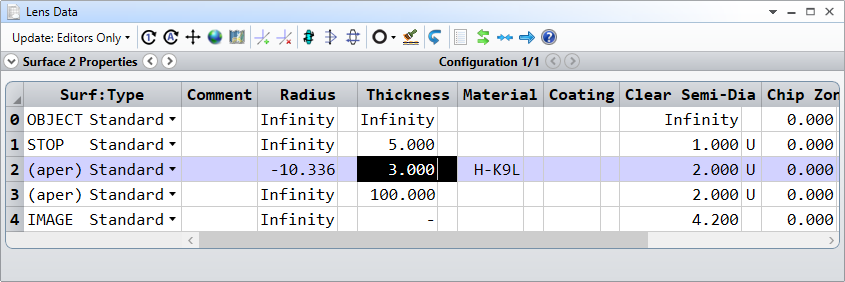 Lens Data
Update: Editors Only
Surface 2 Properties Configuration 1/1
Surf:Type Comment Radius Thickness Material Coating Clear Semi-Dia Chip Zon
0 OBJECT Standard Infinity Infinity Infinity 0.000
1 STOP Standard Infinity 5.000 1.000 U 0.000
2 (aper) Standard -10.336 3.000 H-K9L 2.000 U 0.000
3 (aper) Standard Infinity 100.000 2.000 U 0.000
4 IMAGE Standard Infinity - 4.200 0.000